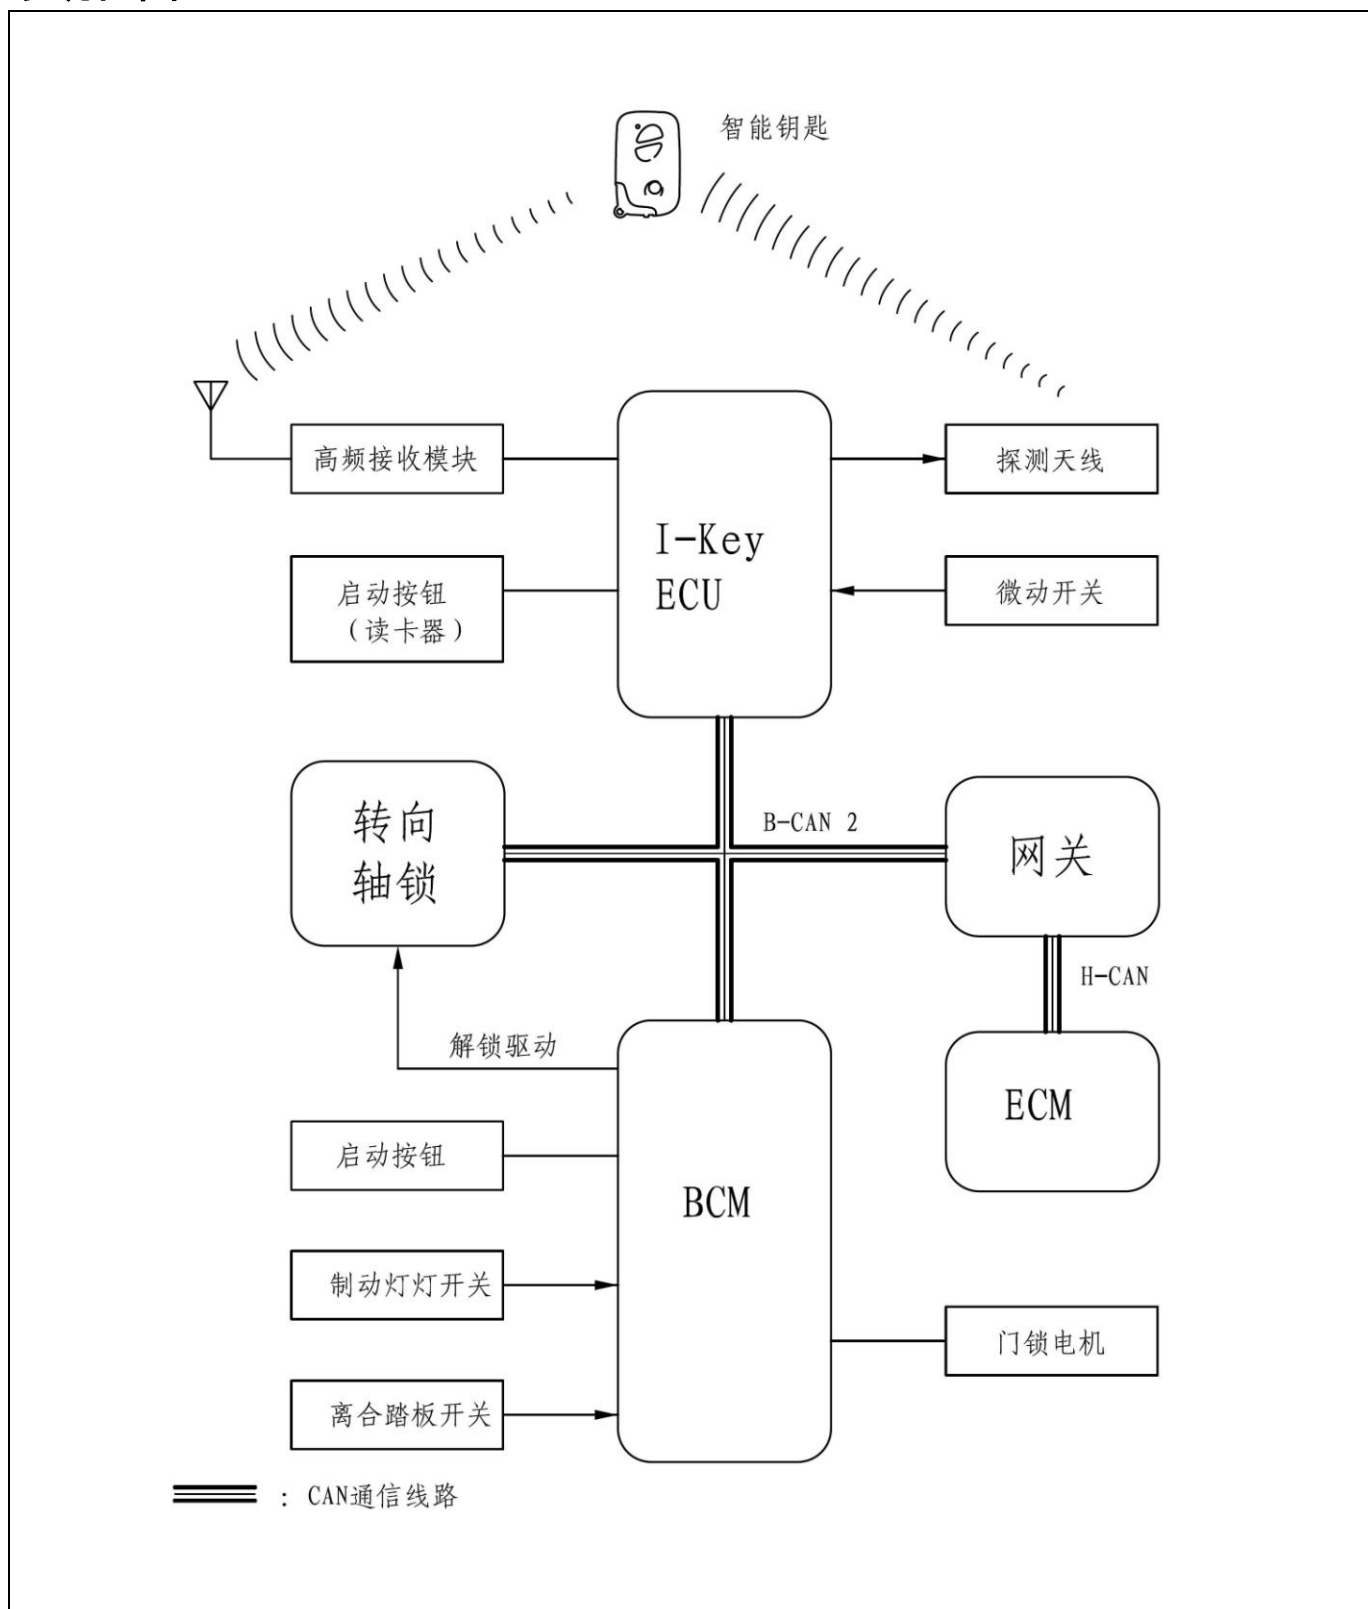 智能钥匙
高频接收模块
探测天线
I-Key
ECU
启动按钮
（读卡器）
微动开关
转向
轴锁
B-CAN 2
网关
H-CAN
解锁驱动
ECM
启动按钮
BCM
制动灯灯开关
门锁电机
离合踏板开关
：CAN通信线路